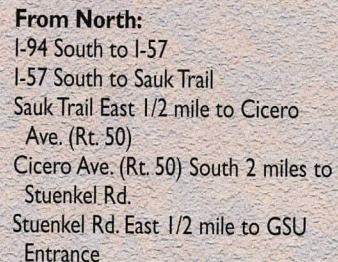 From North:
I-94 South to I-57
I-57 South to Sauk Trail
Sauk Trail East 1/2 mile to Cicero
Ave. (Rt. 50)
Cicero Ave. (Rt. 50) South 2 miles to
Stuenkel Rd.
Stuenkel Rd. East 1/2 mile to GSU
Entrance